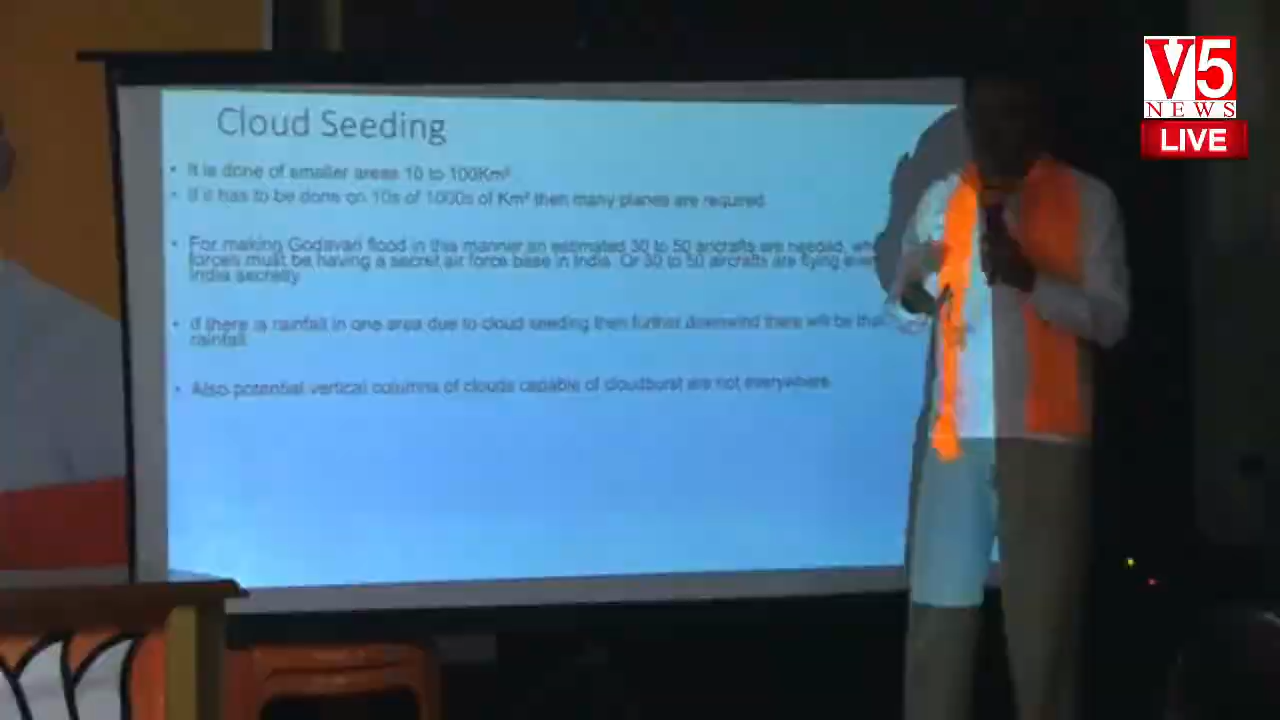 V5
NEWS
LIVE
Cloud Seeding
• It is done of smaller areas 10 to 100Km²
• If it has to be done on 10s of 1000s of Km² then many planes are required.
• For making Godavari flood in this manner an estimated 30 to 50 aircrafts are needed,
forces must be having a secret air force base in India. Or 30 to 50 aircrafts are flying
India secretly.
• If there is rainfall in one area due to cloud seeding then further downwind there will be
rainfall.
• Also potential vertical columns of clouds capable of cloudburst are not everywhere.